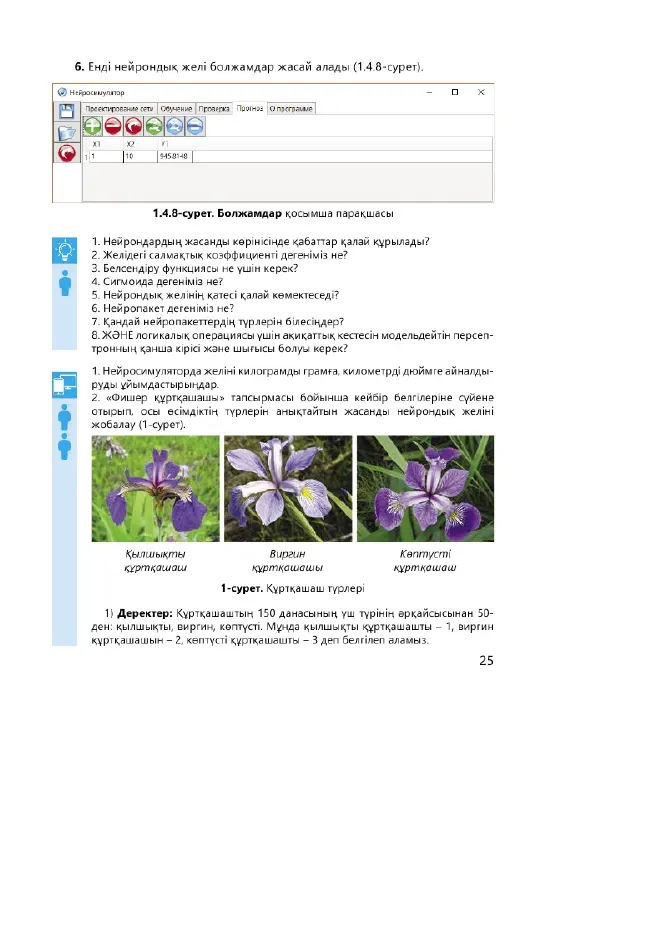 6. Енді нейрондық желі болжамдар жасай алады (1.4.8-сурет).
Нейросимулятор
Проектирование сети Обучение Проверка Прогноз О программе
X1 X2 Y1
1 1 10 945.8148
1.4.8-сурет. Болжамдар қосымша парақшасы
1. Нейрондардың жасанды көрінісінде қабаттар қалай құрылады?
2. Желідегі салмақтық коэффициенті дегеніміз не?
3. Белсендіру функциясы не үшін керек?
4. Сигмоида дегеніміз не?
5. Нейрондық желінің қатесі қалай көмектеседі?
6. Нейропакет дегеніміз не?
7. Қандай нейропакеттердің түрлерін білесіңдер?
8. ЖӘНЕ логикалық операциясы үшін ақиқаттық кестесін модельдейтін персеп-
тронның қанша кірісі және шығысы болуы керек?
1. Нейросимуляторда желіні килограмды грамға, километрді дюймге айналды-
руды ұйымдастырыңдар.
2. «Фишер құртқашашы» тапсырмасы бойынша кейбір белгілеріне сүйене
отырып, осы өсімдіктің түрлерін анықтайтын жасанды нейрондық желіні
жобалау (1-сурет).
Қылшықты Виргин Көптүсті
құртқашаш құртқашашы құртқашаш
1-сурет. Құртқашаш түрлері
1) Деректер: Құртқашаштың 150 данасының үш түрінің әрқайсысынан 50-
ден: қылшықты, виргин, көптүсті. Мұнда қылшықты құртқашашты – 1, виргин
құртқашашын – 2, көптүсті құртқашашты – 3 деп белгілеп аламыз.
25